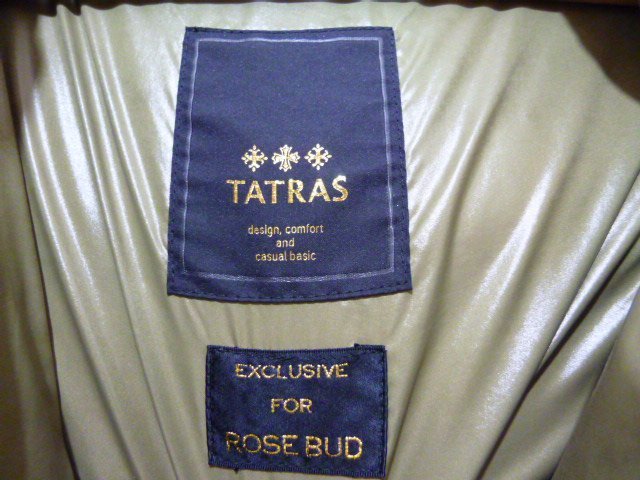 TATRAS
design, comfort
and
casual basic
EXCLUSIVE
FOR
ROSE BUD